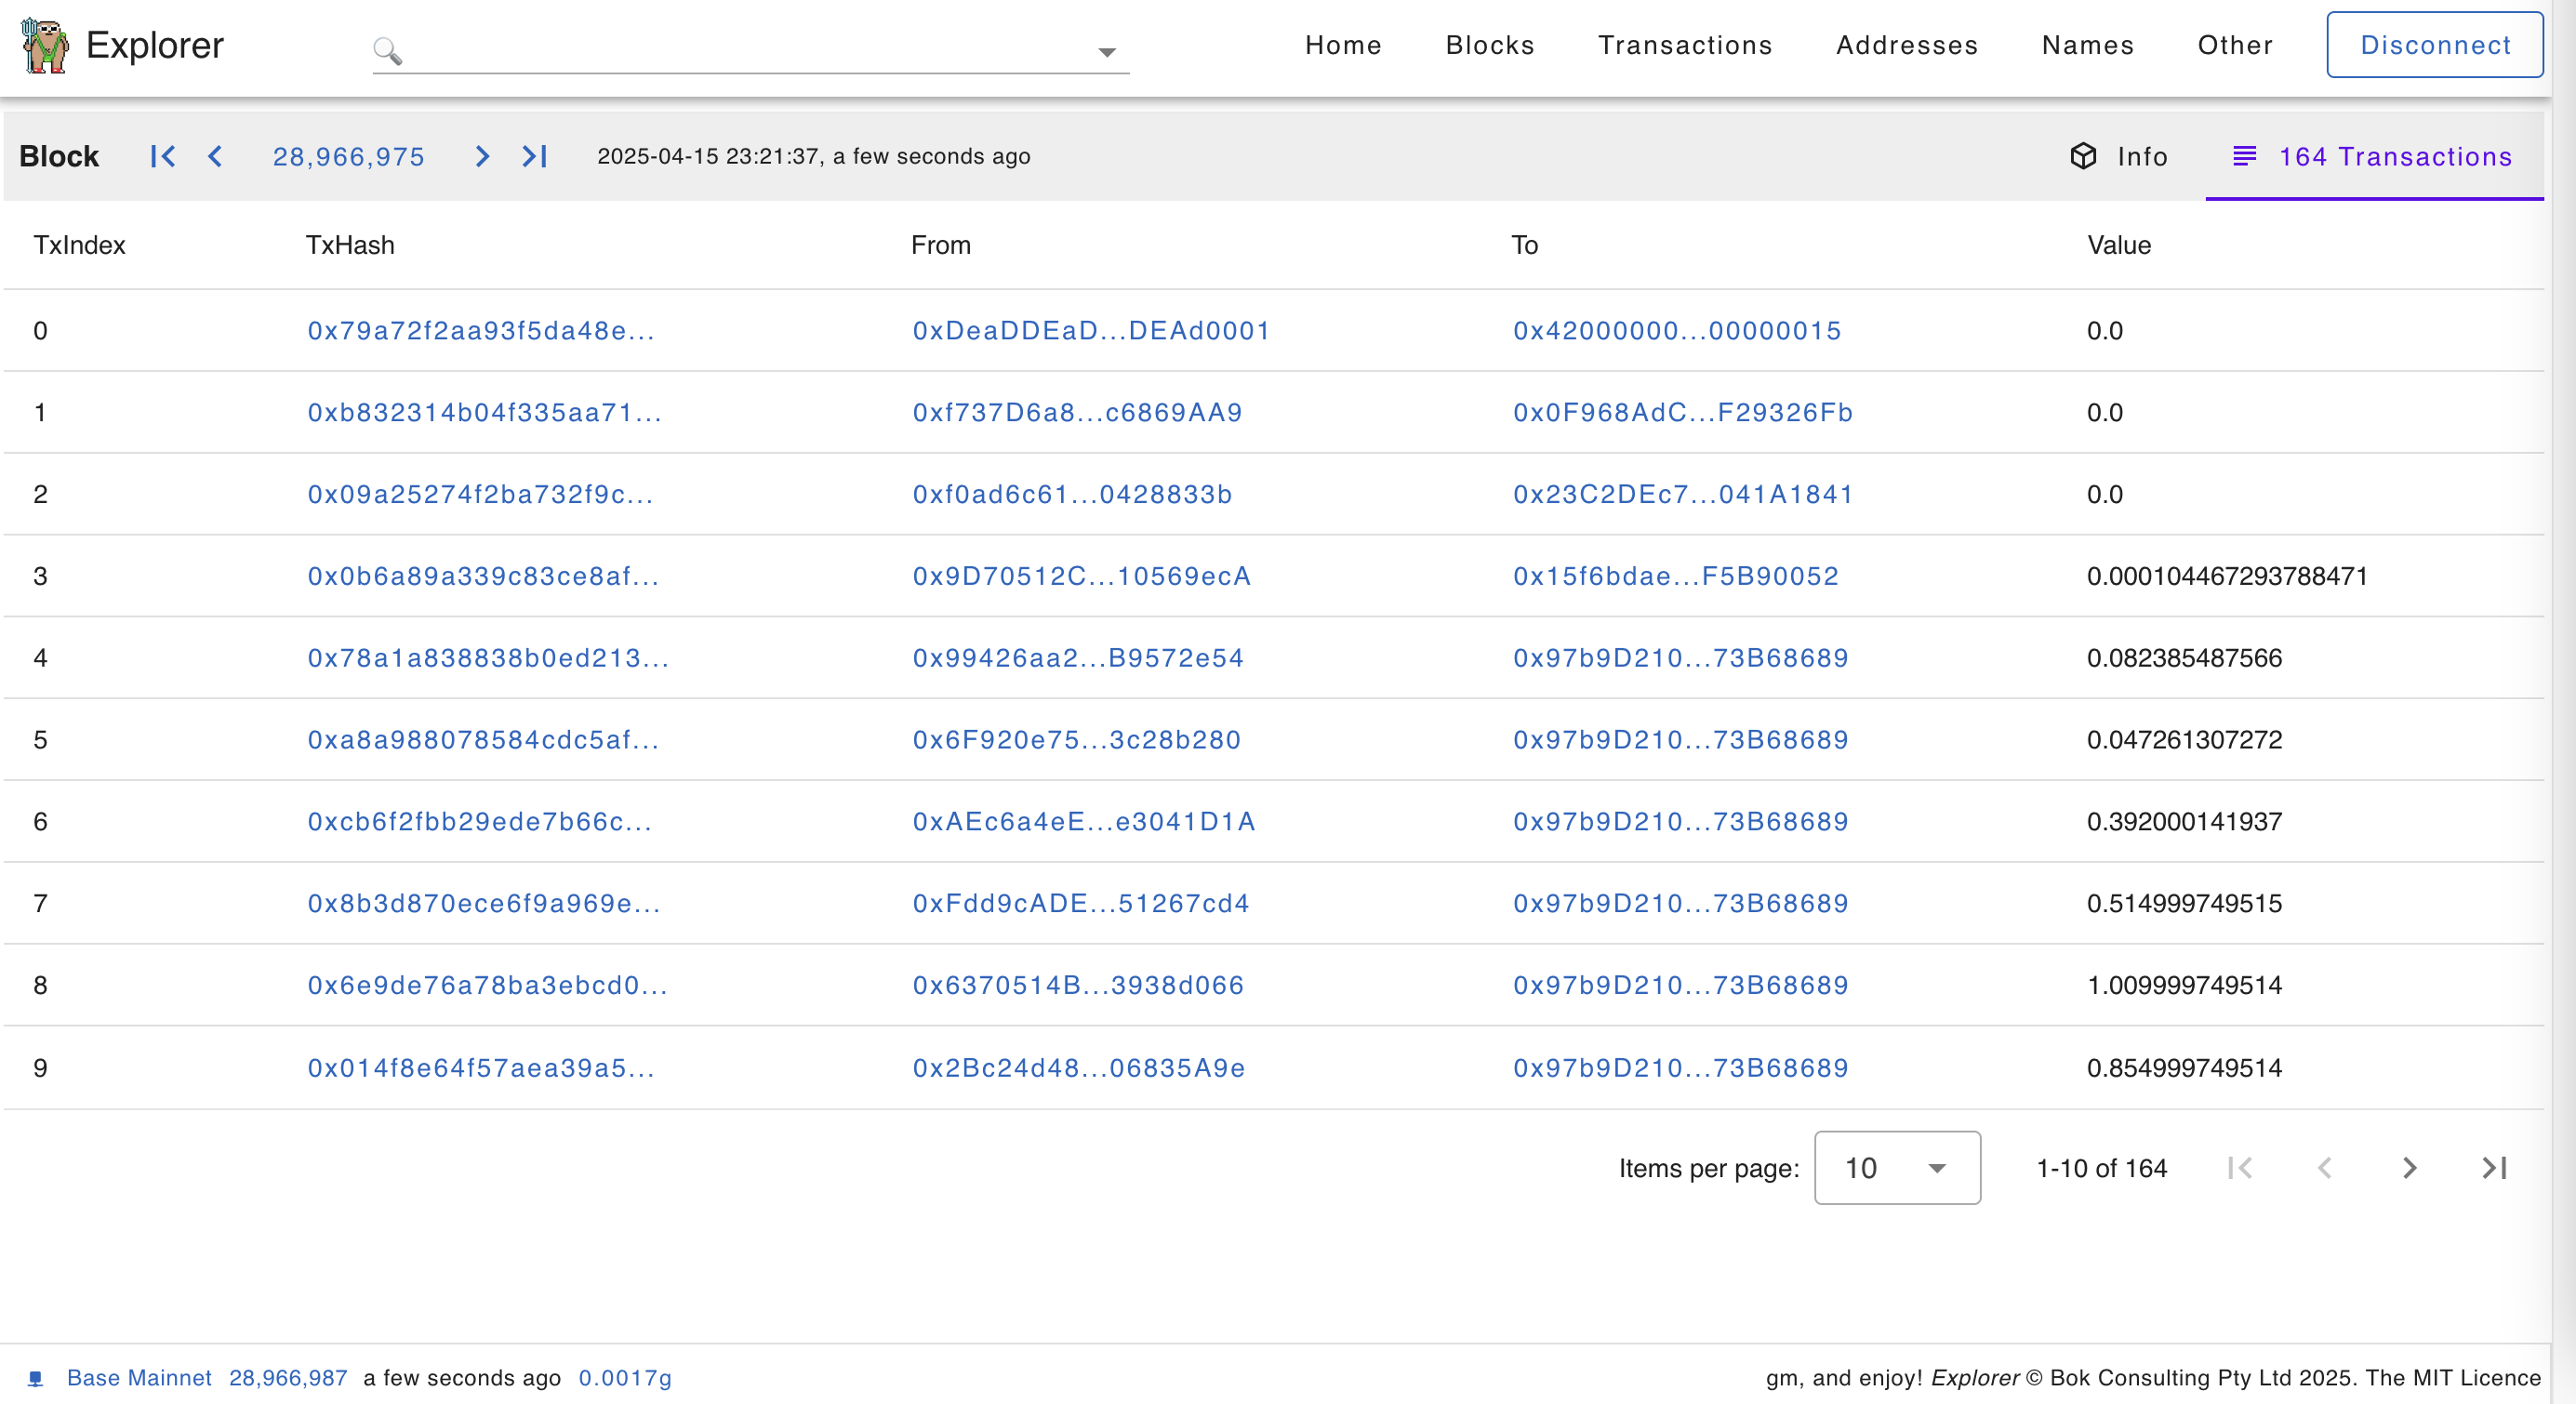 Explorer
Home Blocks Transactions Addresses Names Other Disconnect
Block 28,966,975 2025-04-15 23:21:37, a few seconds ago Info 164 Transactions
TxIndex TxHash From To Value
0 0x79a72f2aa93f5da48e... 0xDeaDDEaD...DEAd0001 0x42000000...00000015 0.0
1 0xb832314b04f335aa71... 0xf737D6a8...c6869AA9 0x0F968AdC...F29326Fb 0.0
2 0x09a25274f2ba732f9c... 0xf0ad6c61...0428833b 0x23C2DEc7...041A1841 0.0
3 0x0b6a89a339c83ce8af... 0x9D70512C...10569ecA 0x15f6bdae...F5B90052 0.000104467293788471
4 0x78a1a838838b0ed213... 0x99426aa2...B9572e54 0x97b9D210...73B68689 0.082385487566
5 0xa8a988078584cdc5af... 0x6F920e75...3c28b280 0x97b9D210...73B68689 0.047261307272
6 0xcb6f2fbb29ede7b66c... 0xAEc6a4eE...e3041D1A 0x97b9D210...73B68689 0.392000141937
7 0x8b3d870ece6f9a969e... 0xFdd9cADE...51267cd4 0x97b9D210...73B68689 0.514999749515
8 0x6e9de76a78ba3ebcd0... 0x6370514B...3938d066 0x97b9D210...73B68689 1.009999749514
9 0x014f8e64f57aea39a5... 0x2Bc24d48...06835A9e 0x97b9D210...73B68689 0.854999749514
Items per page: 10 1-10 of 164
Base Mainnet 28,966,987 a few seconds ago 0.0017g gm, and enjoy! Explorer © Bok Consulting Pty Ltd 2025. The MIT Licence